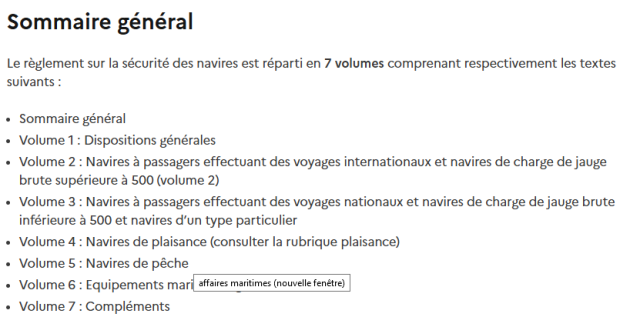 Sommaire général
Le règlement sur la sécurité des navires est réparti en 7 volumes comprenant respectivement les textes
suivants :
• Sommaire général
• Volume 1 : Dispositions générales
• Volume 2 : Navires à passagers effectuant des voyages internationaux et navires de charge de jauge
brute supérieure à 500 (volume 2)
• Volume 3 : Navires à passagers effectuant des voyages nationaux et navires de charge de jauge brute
inférieure à 500 et navires d’un type particulier
• Volume 4 : Navires de plaisance (consulter la rubrique plaisance)
• Volume 5 : Navires de pêche
• Volume 6 : Equipements
affaires maritimes (nouvelle fenêtre)
• Volume 7 : Compléments